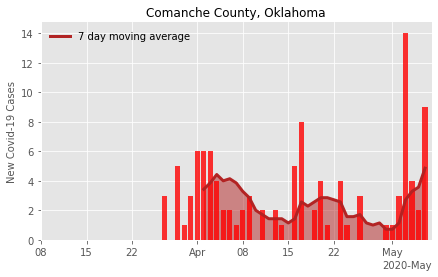 Comanche County, Oklahoma
7 day moving average
New Covid-19 Cases
14
12
10
8
6
4
2
0
08 15 22 Apr 08 15 22 May
2020-May